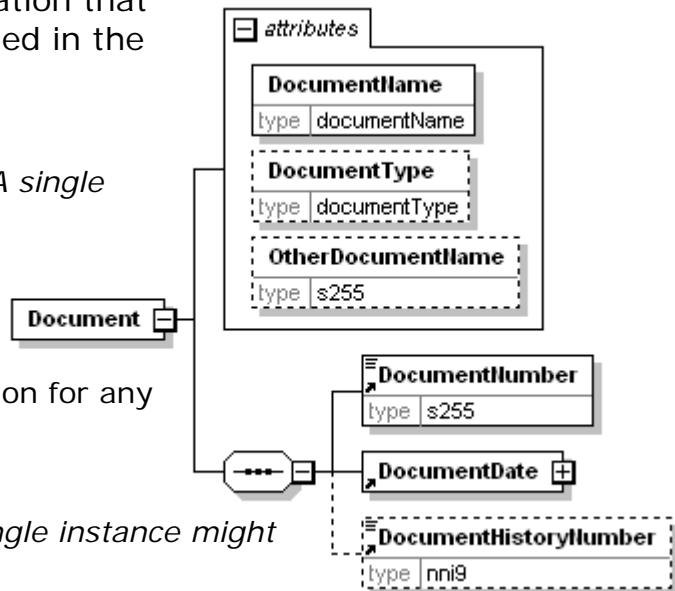 ation that
ed in the
A single
on for any
ngle instance might
attributes
DocumentName
type documentName
DocumentType
type documentType
OtherDocumentName
type s255
Document
DocumentNumber
type s255
DocumentDate
DocumentHistoryNumber
type nni9